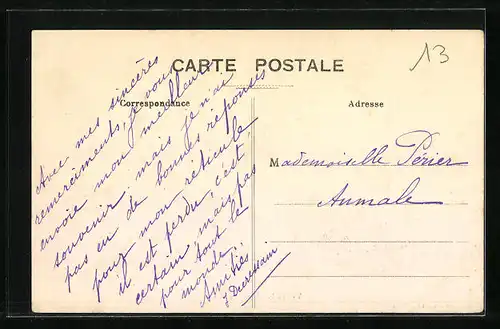 CARTE POSTALE
13
Correspondance
Adresse
Avec mes sincères
remerciments, je vous
envoie mon meilleur
souvenir, mais je n'ai
pas eu de bonnes réponses
pour mon réticule
il est perdu, c'est
certain, mais pas
pour tout le
monde.
Amitiés
Mademoiselle Périer
Aumale